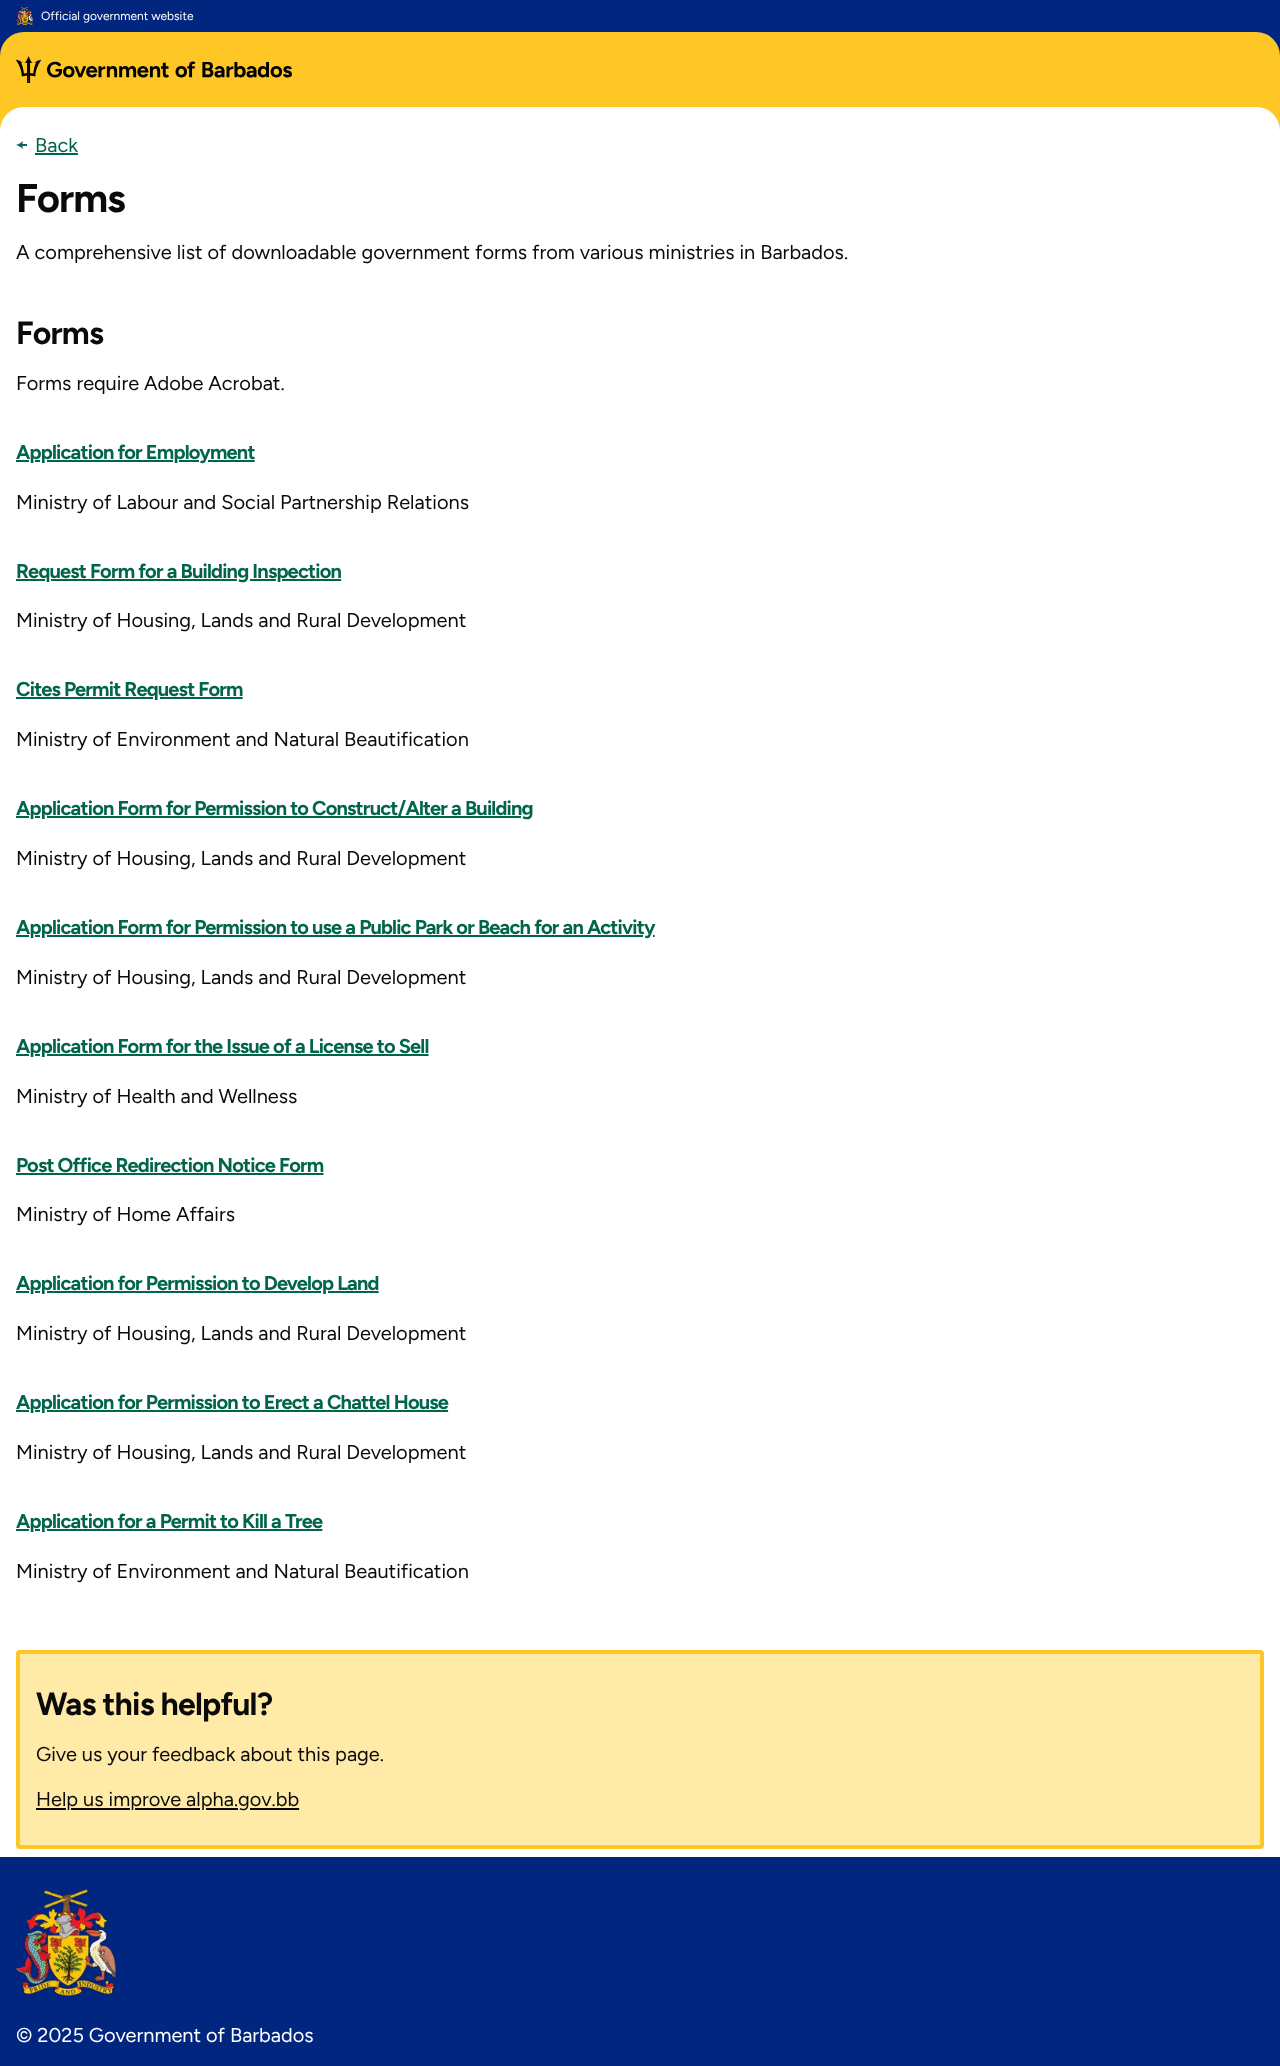 Official government website
Government of Barbados
Back
Forms
A comprehensive list of downloadable government forms from various ministries in Barbados.
Forms
Forms require Adobe Acrobat.
Application for Employment
Ministry of Labour and Social Partnership Relations
Request Form for a Building Inspection
Ministry of Housing, Lands and Rural Development
Cites Permit Request Form
Ministry of Environment and Natural Beautification
Application Form for Permission to Construct/Alter a Building
Ministry of Housing, Lands and Rural Development
Application Form for Permission to use a Public Park or Beach for an Activity
Ministry of Housing, Lands and Rural Development
Application Form for the Issue of a License to Sell
Ministry of Health and Wellness
Post Office Redirection Notice Form
Ministry of Home Affairs
Application for Permission to Develop Land
Ministry of Housing, Lands and Rural Development
Application for Permission to Erect a Chattel House
Ministry of Housing, Lands and Rural Development
Application for a Permit to Kill a Tree
Ministry of Environment and Natural Beautification
Was this helpful?
Give us your feedback about this page.
Help us improve alpha.gov.bb
PRIDE AND INDUSTRY
© 2025 Government of Barbados